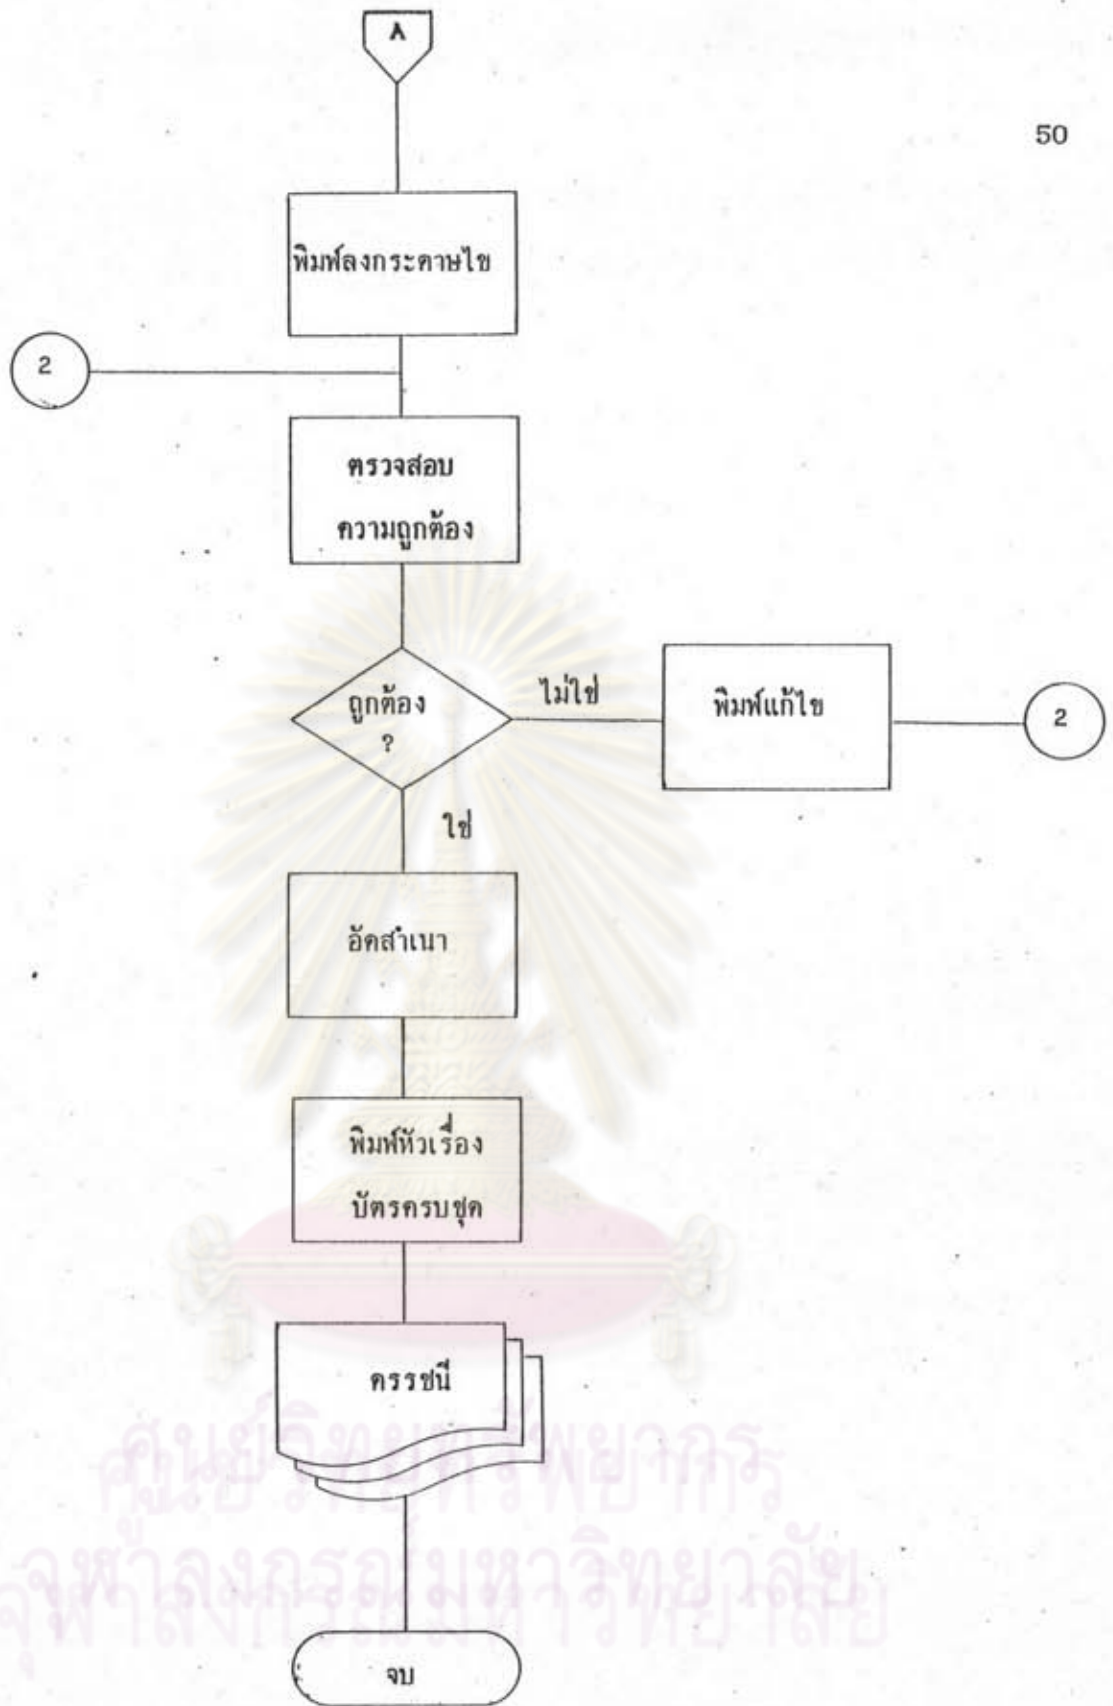 A
50
พิมพ์ลงกระดาษไข
2
ตรวจสอบ
ความถูกต้อง
ถูกต้อง
?
ไม่ใช่
พิมพ์แก้ไข
2
ใช่
อัดสำเนา
พิมพ์หัวเรื่อง
บัตรครบชุด
ดรรชนี
ศูนย์วิทยทรัพยากร
จุฬาลงกรณ์มหาวิทยาลัย
จบ